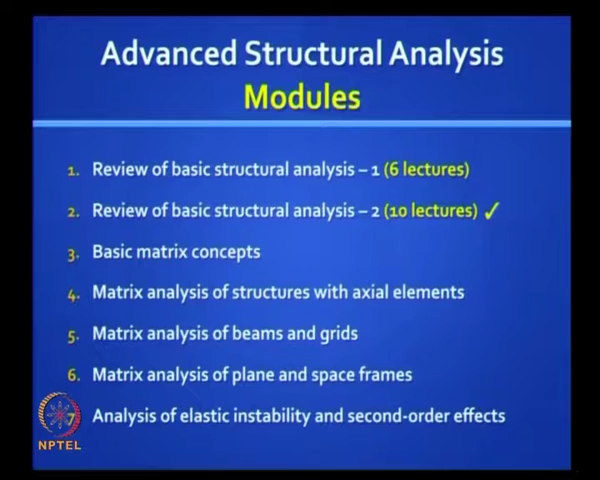 Advanced Structural Analysis
Modules
1. Review of basic structural analysis – 1 (6 lectures)
2. Review of basic structural analysis – 2 (10 lectures) ✓
3. Basic matrix concepts
4. Matrix analysis of structures with axial elements
5. Matrix analysis of beams and grids
6. Matrix analysis of plane and space frames
7. Analysis of elastic instability and second-order effects
NPTEL